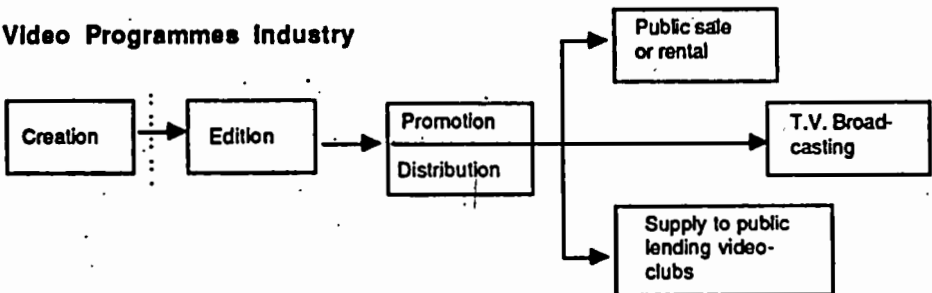 Video Programmes Industry
Creation
Edition
Promotion
Distribution
Public sale
or rental
T.V. Broad-
casting
Supply to public
lending video-
clubs